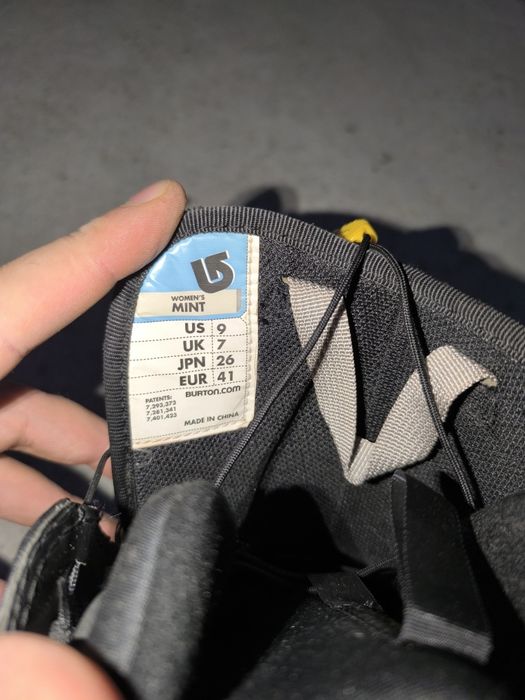 WOMEN'S
MINT
US 9
UK 7
JPN 26
EUR 41
BURTON.COM
PATENTS:
7,293,373
7,281,341
7,401,423
MADE IN CHINA